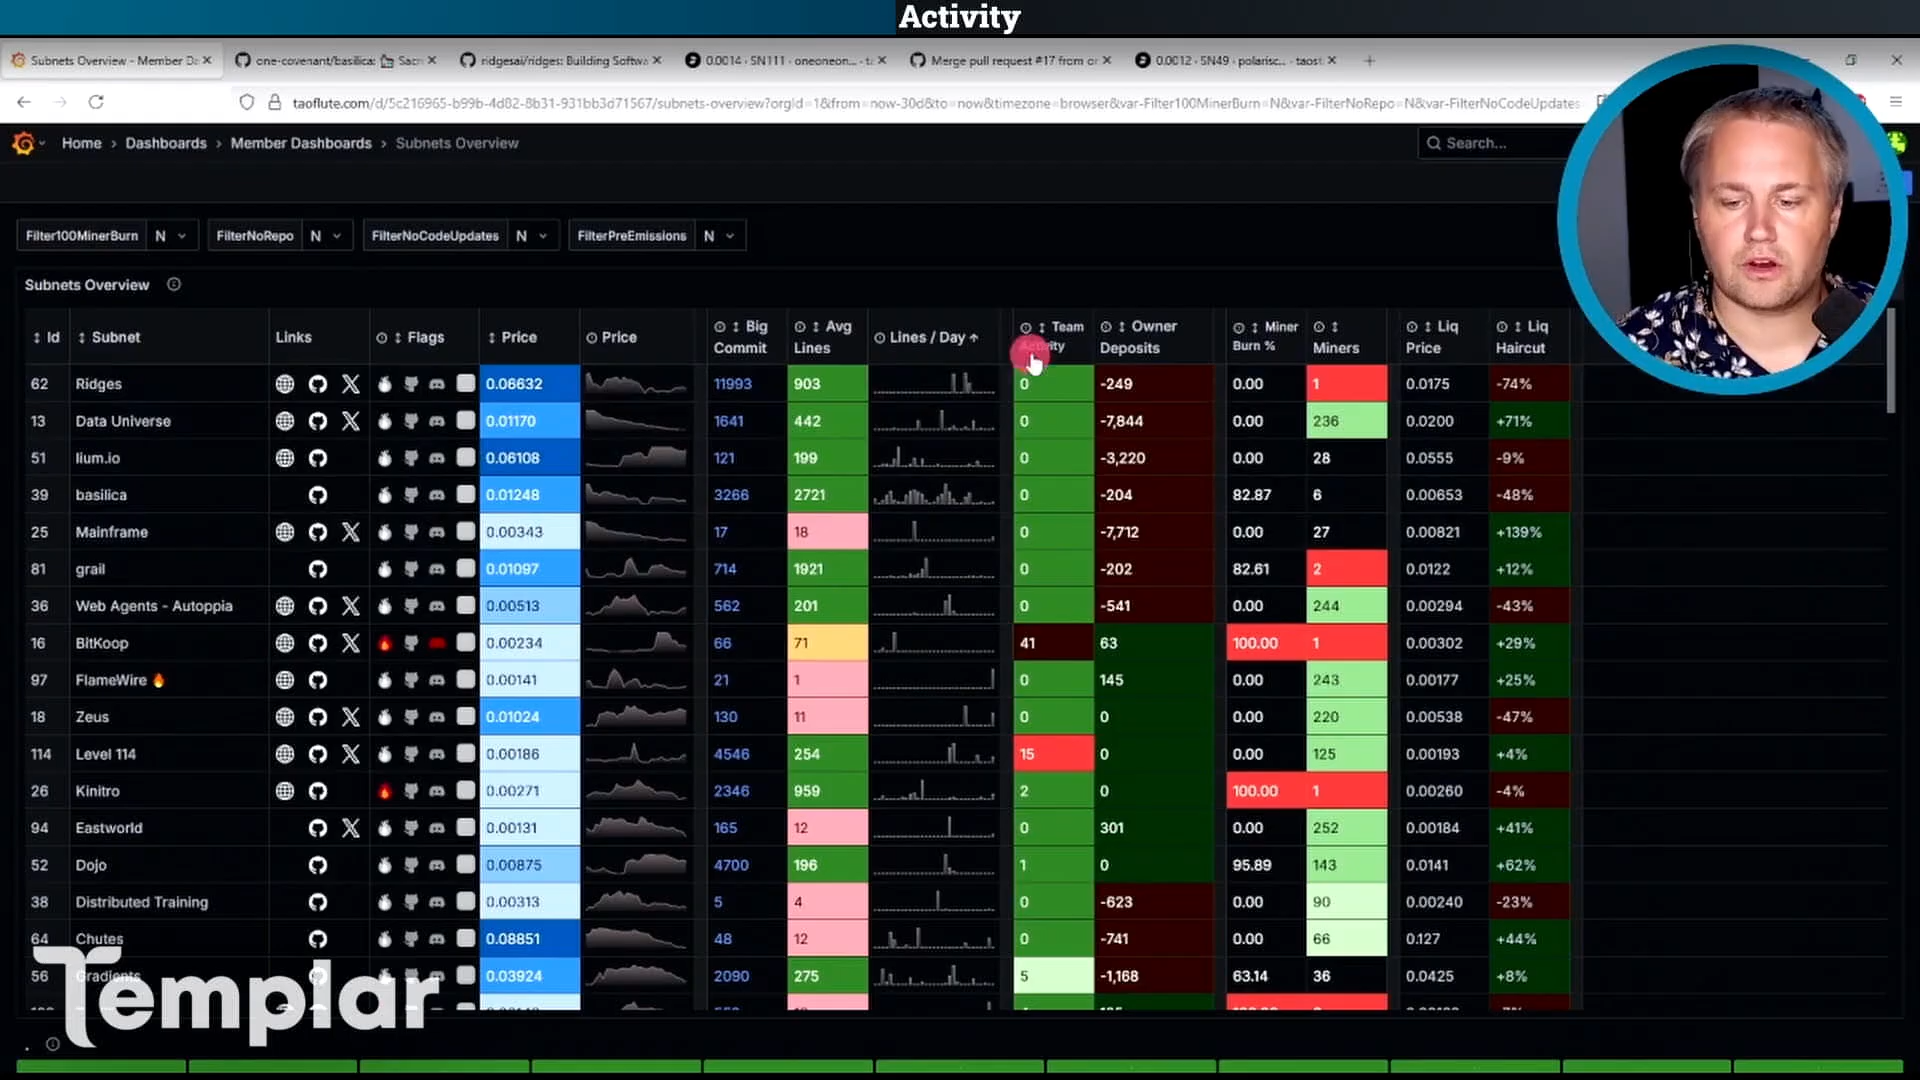 Activity
Subnets Overview - Member Da
one-covenant/basilica:
ridgesai/ridges: Building Softwa
0.0014 · SN111 · oneoneon... · t
Merge pull request #17 from or
0.0012 · SN49 · polarisc... · taost
taoflute.com/d/5c216965-b99b-4d82-8b31-931bb3d71567/subnets-overview?orgId=1&from=now-30d&to=now&timezone=browser&var-Filter100MinerBurn=N&var-FilterNoRepo=N&var-FilterNoCodeUpdates
Home › Dashboards › Member Dashboards › Subnets Overview
Search...
Filter100MinerBurn N FilterNoRepo N FilterNoCodeUpdates N FilterPreEmissions N
Subnets Overview
Id Subnet Links Flags Price Price Big Commit Avg Lines Lines / Day Team Activity Owner Deposits Miner Burn % Miners Liq Price Liq Haircut
62 Ridges 0.06632 11993 903 0 -249 0.00 1 0.0175 -74%
13 Data Universe 0.01170 1641 442 0 -7,844 0.00 236 0.0200 +71%
51 lium.io 0.06108 121 199 0 -3,220 0.00 28 0.0555 -9%
39 basilica 0.01248 3266 2721 0 -204 82.87 6 0.00653 -48%
25 Mainframe 0.00343 17 18 0 -7,712 0.00 27 0.00821 +139%
81 grail 0.01097 714 1921 0 -202 82.61 2 0.0122 +12%
36 Web Agents - Autoppia 0.00513 562 201 0 -541 0.00 244 0.00294 -43%
16 BitKoop 0.00234 66 71 41 63 100.00 1 0.00302 +29%
97 FlameWire 🔥 0.00141 21 1 0 145 0.00 243 0.00177 +25%
18 Zeus 0.01024 130 11 0 0 0.00 220 0.00538 -47%
114 Level 114 0.00186 4546 254 15 0 0.00 125 0.00193 +4%
26 Kinitro 0.00271 2346 959 2 0 100.00 1 0.00260 -4%
94 Eastworld 0.00131 165 12 0 301 0.00 252 0.00184 +41%
52 Dojo 0.00875 4700 196 1 0 95.89 143 0.0141 +62%
38 Distributed Training 0.00313 5 4 0 -623 0.00 90 0.00240 -23%
64 Chutes 0.08851 48 12 0 -741 0.00 66 0.127 +44%
56 Gradients 0.03924 2090 275 5 -1,168 63.14 36 0.0425 +8%
Templar